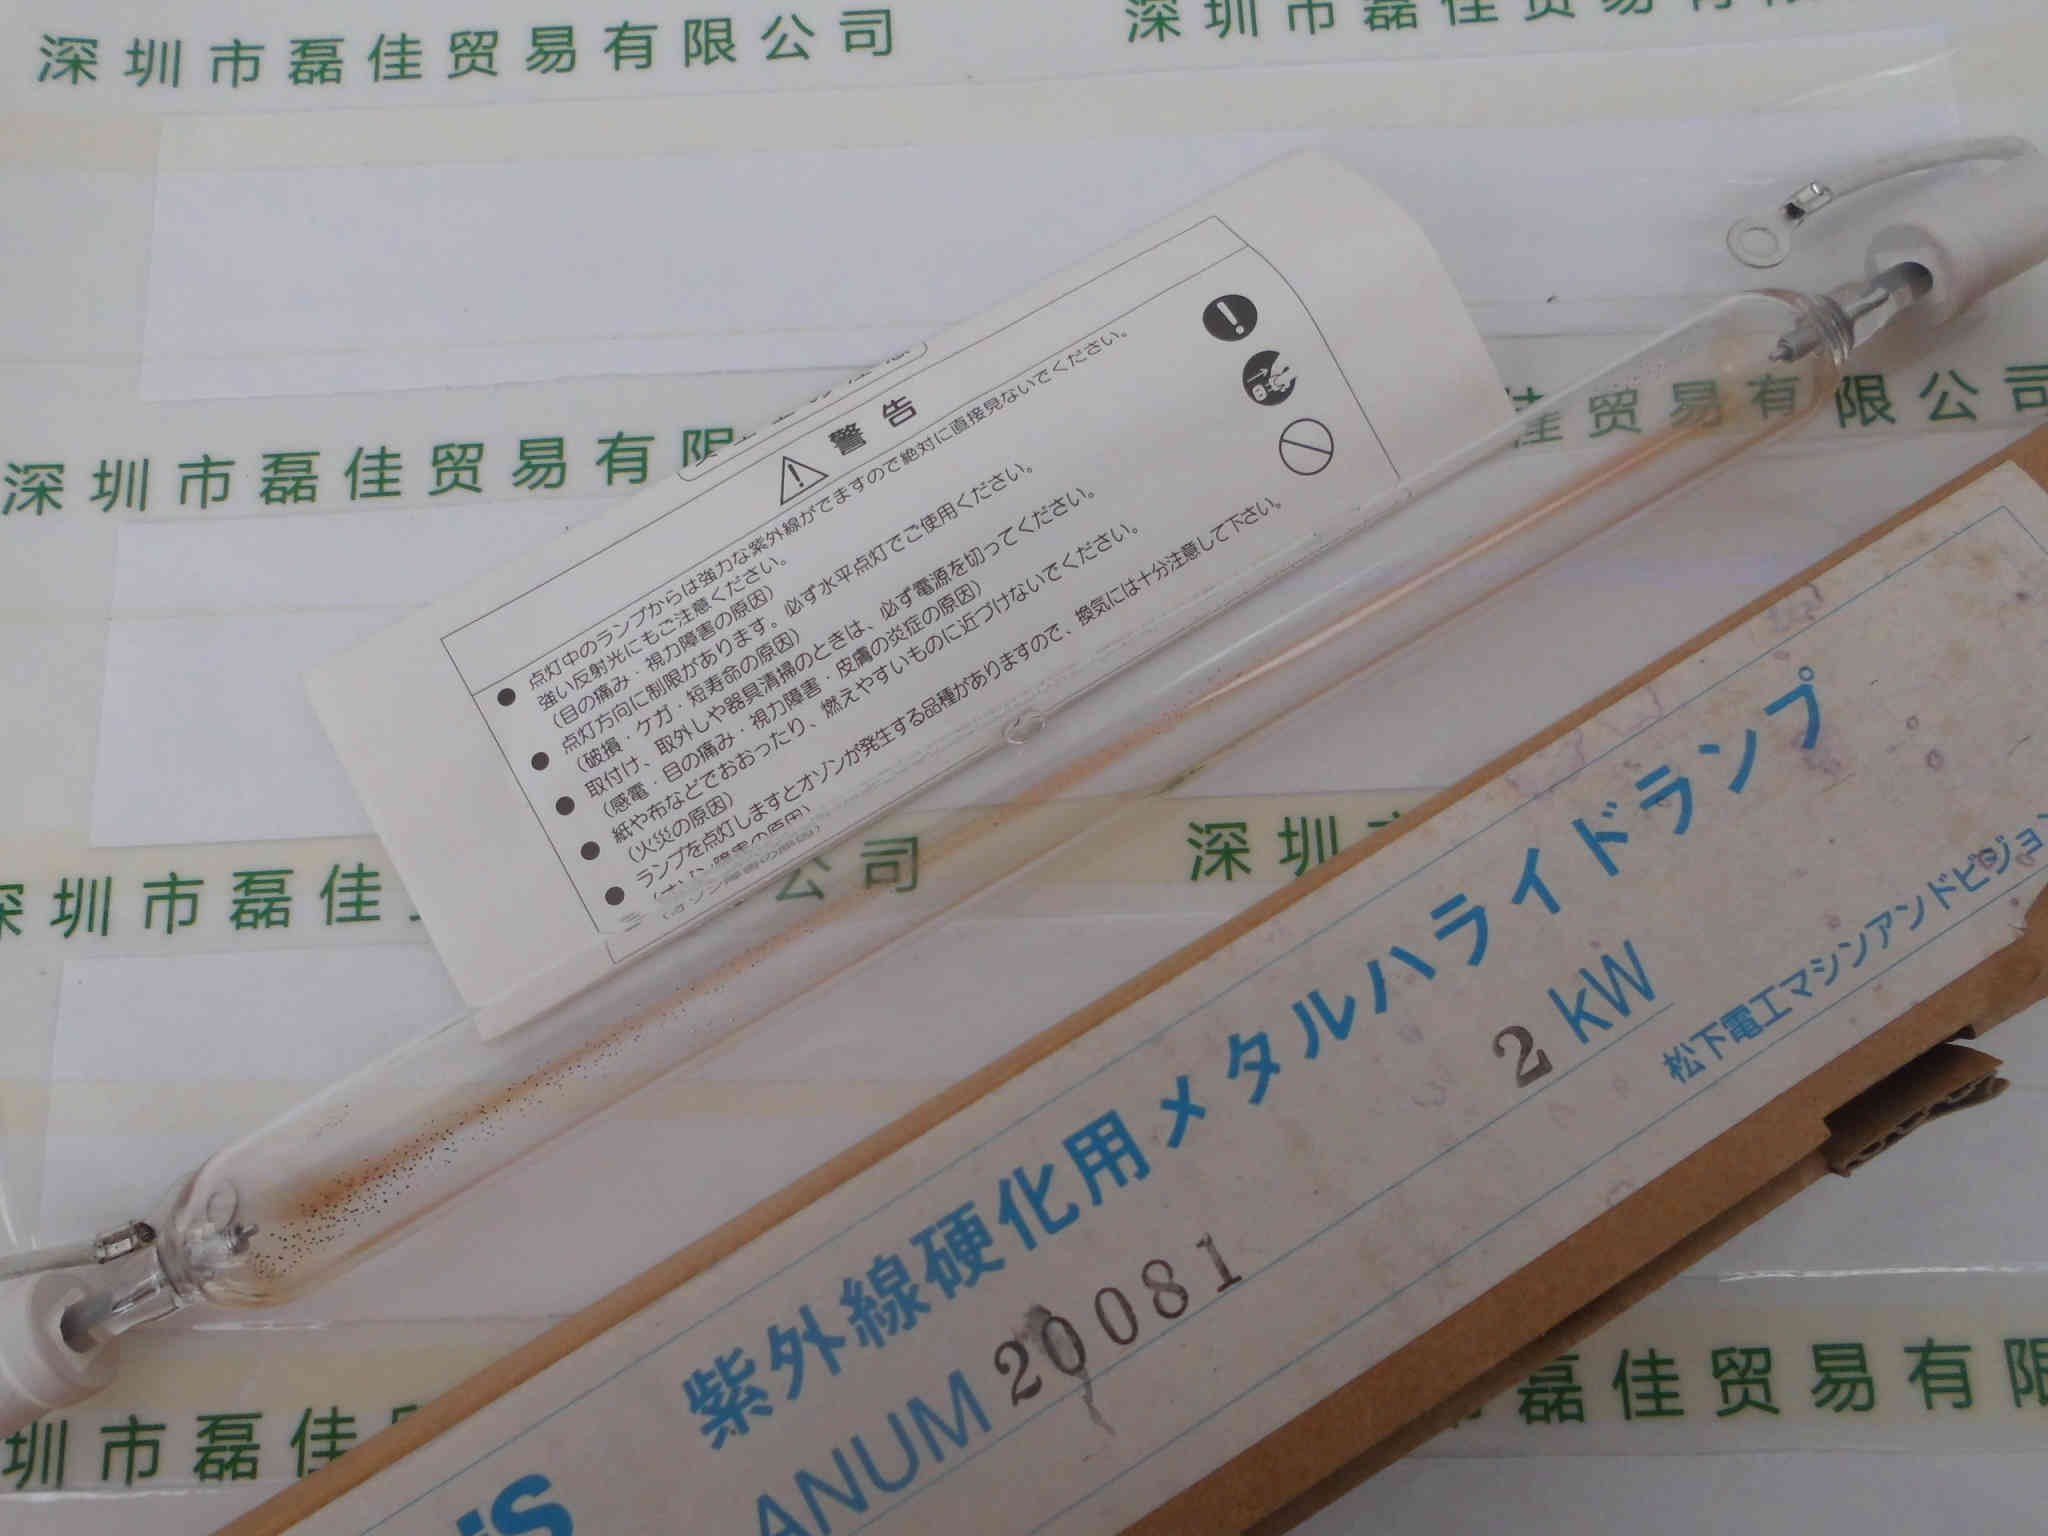 深圳市磊佳贸易有限公司
深圳市磊佳贸易有限
深圳市磊佳贸易有限
佳贸易有限公司
警告
● 点灯中のランプからは強力な紫外線がでますので絶対に直接見ないでください。
強い反射光にもご注意ください。
（目の痛み・視力障害の原因）
● 点灯方向に制限があります。必ず水平点灯でご使用ください。
（破損・ケガ・短寿命の原因）
● 取付け、取外しや器具清掃のときは、必ず電源を切ってください。
（感電・目の痛み・視力障害・皮膚の炎症の原因）
● 紙や布などでおおったり、燃えやすいものに近づけないでください。
（火災の原因）
● ランプを点灯しますとオゾンが発生する品種がありますので、換気には十分注意して下さい。
深圳市磊佳
公司
深圳市
紫外線硬化用メタルハライドランプ
2 kW
ANUM 20081
松下電工マシンアンドビジョン
圳市磊佳
磊佳贸易有限